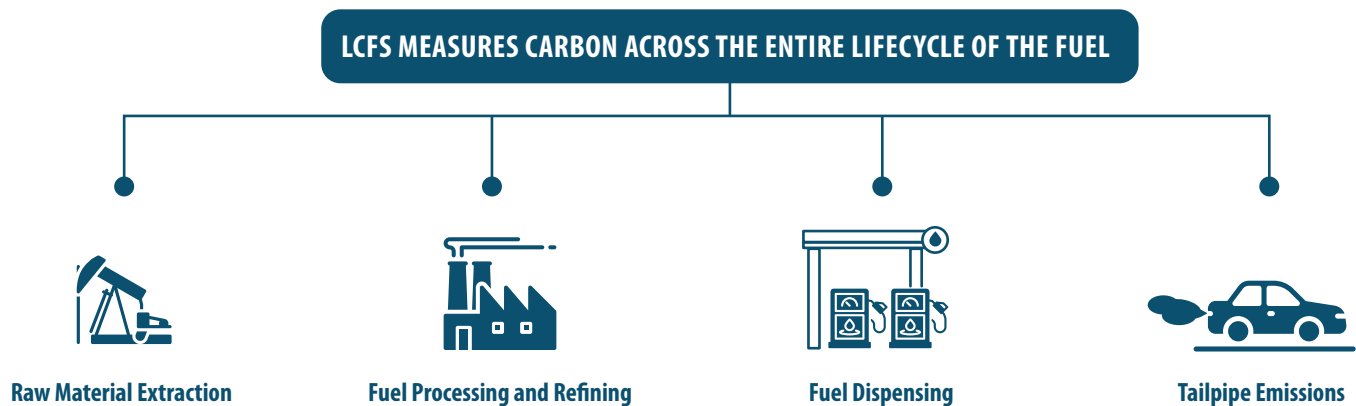 LCFS MEASURES CARBON ACROSS THE ENTIRE LIFECYCLE OF THE FUEL
Raw Material Extraction
Fuel Processing and Refining
Fuel Dispensing
Tailpipe Emissions